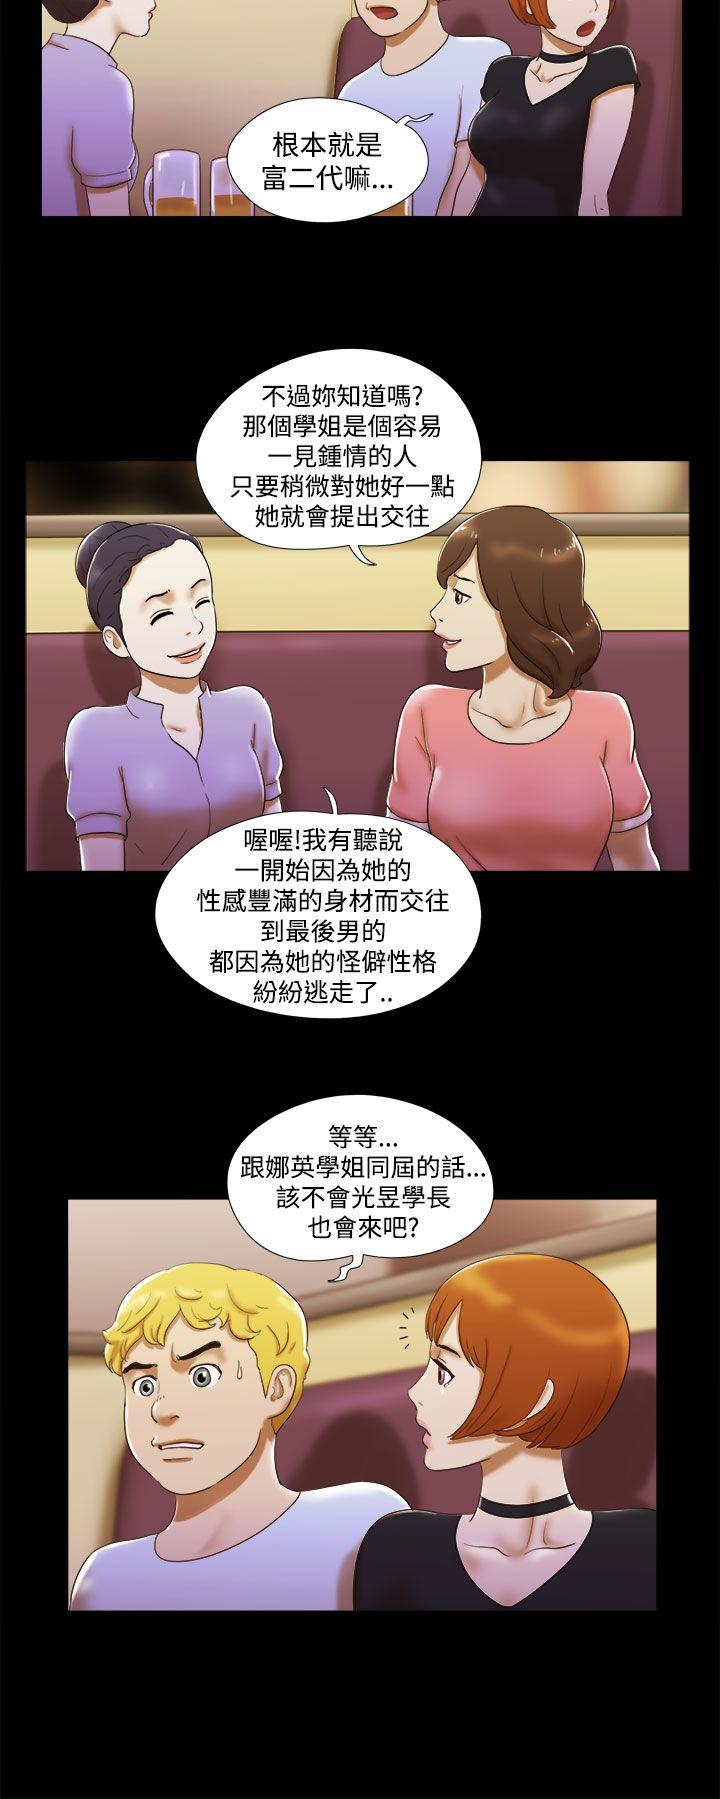 根本就是
富二代嘛...
不過妳知道嗎?
那個學姐是個容易
一見鍾情的人
只要稍微對她好一點
她就會提出交往
喔喔!我有聽說
一開始因為她的
性感豐滿的身材而交往
到最後男的
都因為她的怪僻性格
紛紛逃走了..
等等...
跟娜英學姐同屆的話...
該不會光昱學長
也會來吧?